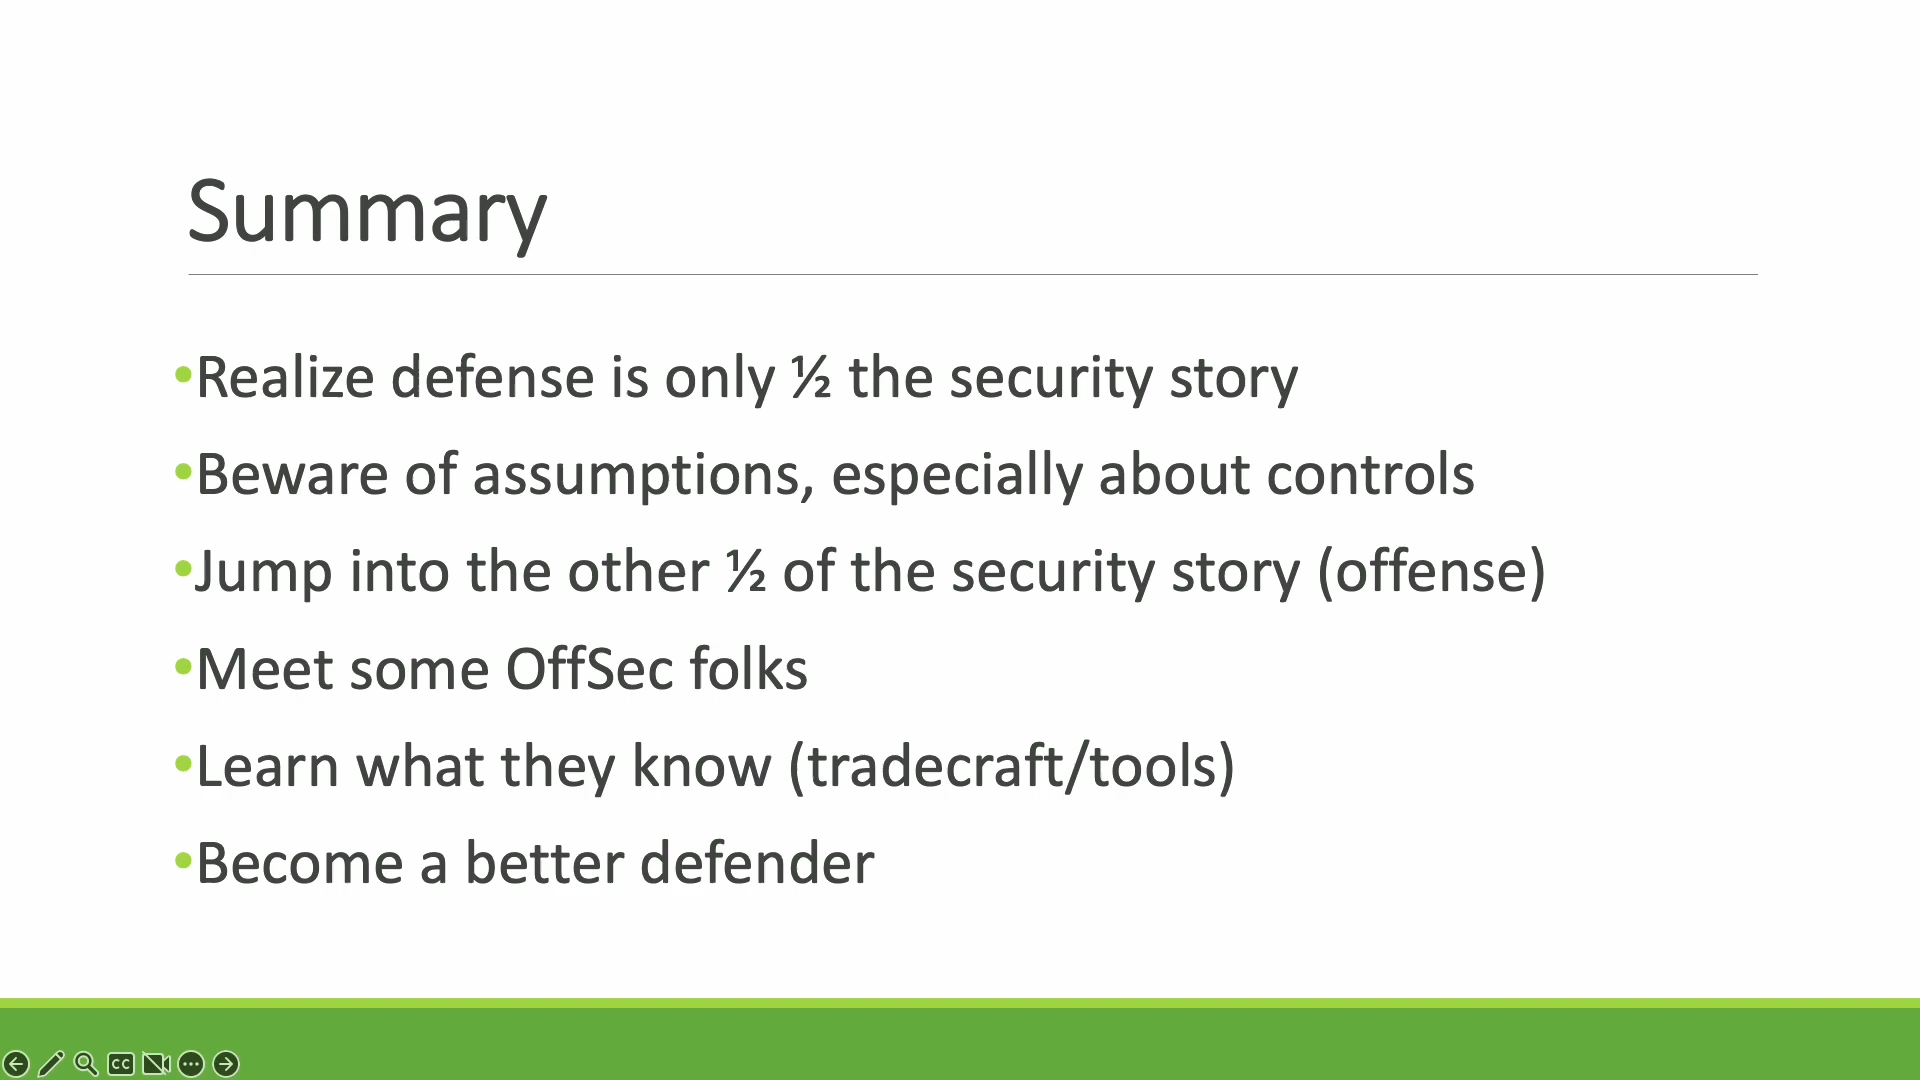 Summary
•Realize defense is only ½ the security story
•Beware of assumptions, especially about controls
•Jump into the other ½ of the security story (offense)
•Meet some OffSec folks
•Learn what they know (tradecraft/tools)
•Become a better defender
CC